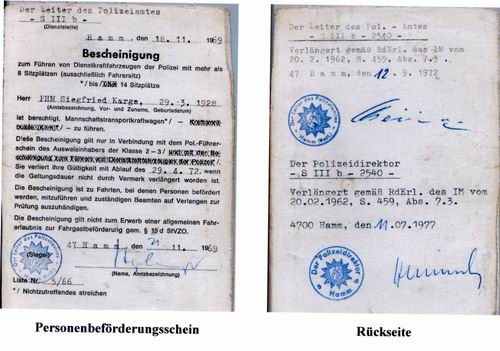 Der Leiter des Polizeiamtes
- S III b -
(Dienststelle)
Hamm, den 18. 11. 1969
Bescheinigung
zum Führen von Dienstkraftfahrzeugen der Polizei mit mehr als
8 Sitzplätzen (ausschließlich Fahrersitz)
*/ bis / 14 Sitzplätze
Herr PHM Siegfried Karge, 29. 3. 1928
(Amtsbezeichnung, Vor- und Zuname, Geburtsdatum)
ist berechtigt, Mannschaftstransportkraftwagen*/ –
– zu führen.
Diese Bescheinigung gilt nur in Verbindung mit dem Pol.-Führer-
schein des Ausweisinhabers der Klasse 2-3/
Sie verliert ihre Gültigkeit mit Ablauf des 29. 4. 72, wenn
die Geltungsdauer nicht durch Vermerk verlängert worden ist.
Die Bescheinigung ist zu Fahrten, bei denen Personen befördert
werden, mitzuführen und zuständigen Beamten auf Verlangen zur
Prüfung auszuhändigen.
Die Bescheinigung gilt nicht zum Erwerb einer allgemeinen Fahr-
erlaubnis zur Fahrgastbeförderung gem. § 15d StVZO.
47 Hamm, den 21. 11. 1969
(Siegel)
(Name, Amtsbezeichnung)
Liste Nr. 5/66
*/ Nichtzutreffendes streichen
Personenbeförderungsschein
Der Leiter des Pol. - Amtes
- S III b - 2540 -
Verlängert gemäß RdErl. des IM vom
20. 2. 1962, S. 459, Abs. 7.3.
47 Hamm, den 12. 9. 1972
Der Polizeidirektor
- S III b - 2540 -
Verlängert gemäß RdErl. des IM vom
20.02.1962, S. 459, Abs. 7.3.
4700 Hamm, den 11.07.1977
Der Polizeidirektor
Hamm
Rückseite